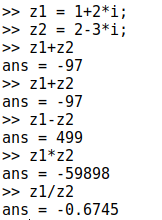 >> z1 = 1+2*i;
>> z2 = 2-3*i;
>> z1+z2
ans = -97
>> z1+z2
ans = -97
>> z1-z2
ans = 499
>> z1*z2
ans = -59898
>> z1/z2
ans = -0.6745